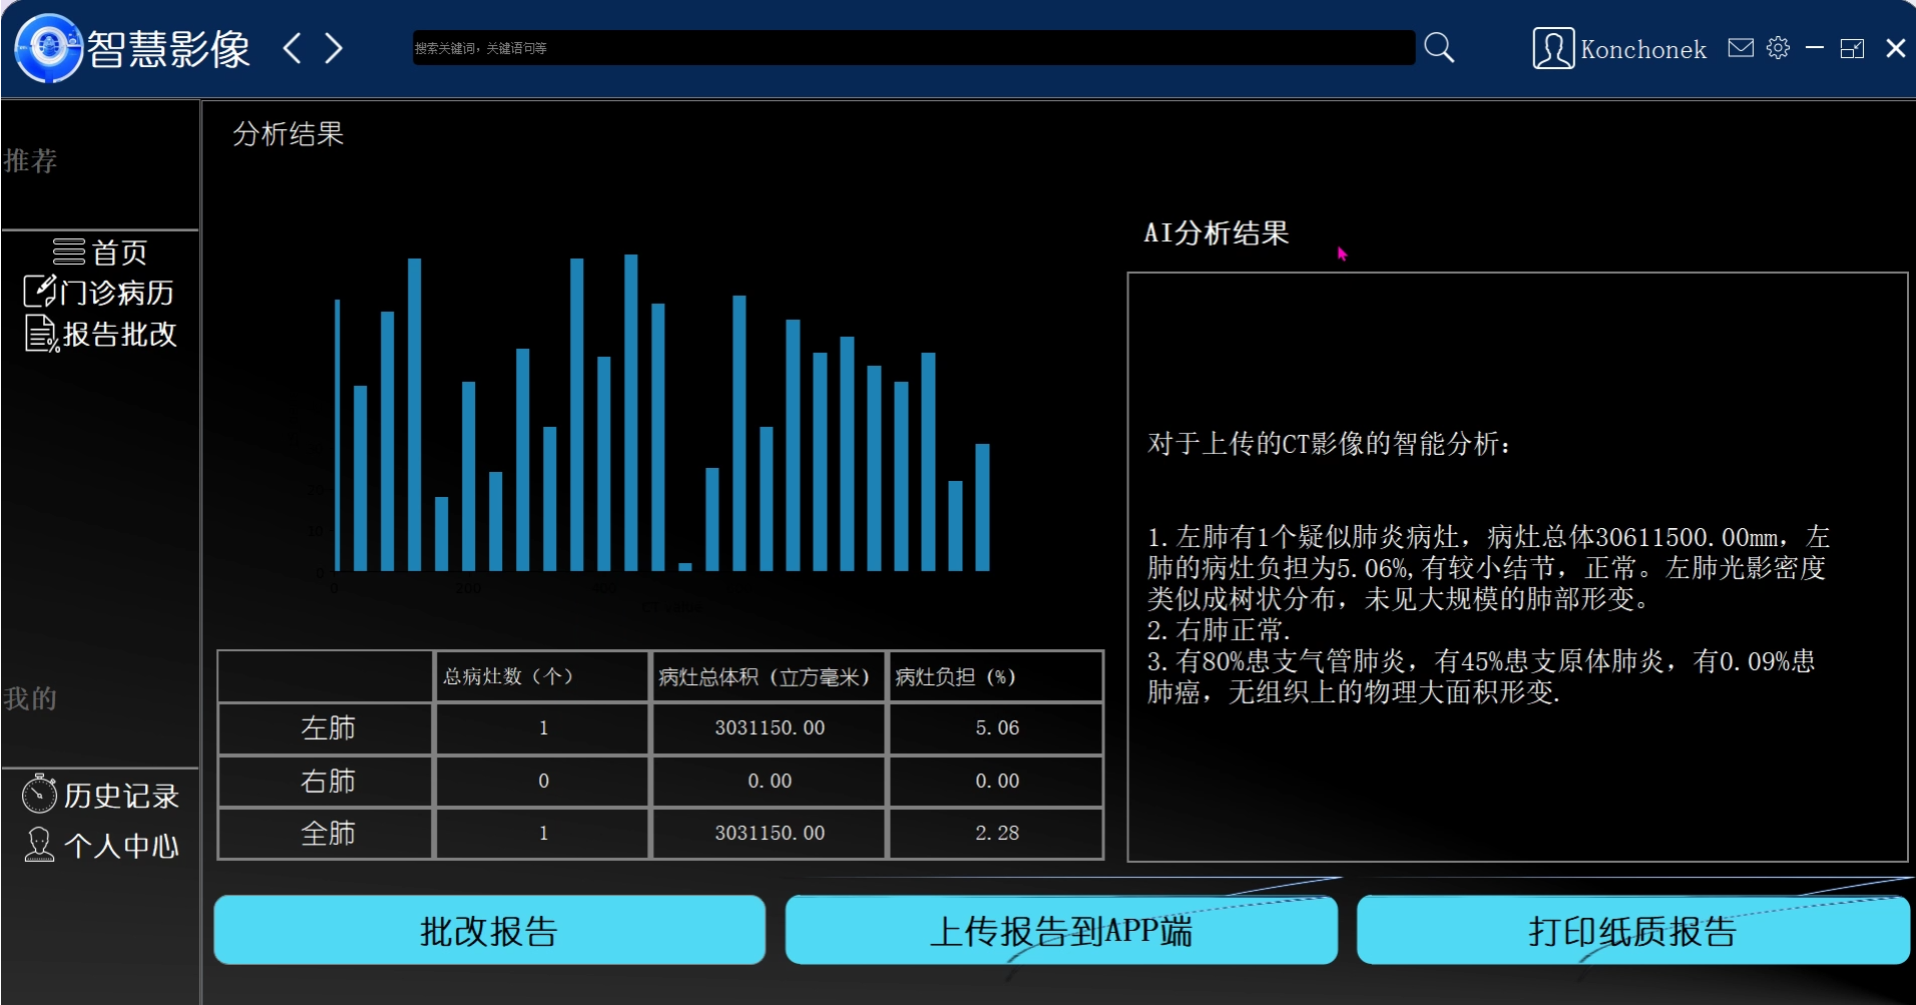 智慧影像
搜索关键词，关键语句等
Konchonek
推荐
首页
门诊病历
报告批改
我的
历史记录
个人中心
分析结果
10
0
0
200
400
CT value
总病灶数（个）
病灶总体积（立方毫米）
病灶负担（%）
左肺
1
3031150.00
5.06
右肺
0
0.00
0.00
全肺
1
3031150.00
2.28
AI分析结果
对于上传的CT影像的智能分析：
1.左肺有1个疑似肺炎病灶，病灶总体30611500.00mm，左
肺的病灶负担为5.06%,有较小结节，正常。左肺光影密度
类似成树状分布，未见大规模的肺部形变。
2.右肺正常.
3.有80%患支气管肺炎，有45%患支原体肺炎，有0.09%患
肺癌，无组织上的物理大面积形变.
批改报告
上传报告到APP端
打印纸质报告